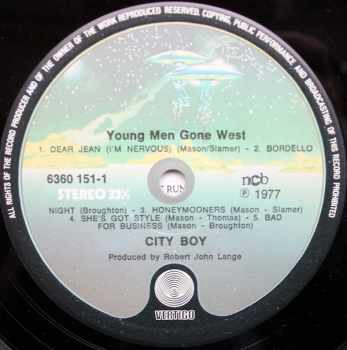 ALL RIGHTS OF THE RECORD PRODUCER AND OF THE OWNER OF THE WORK REPRODUCED RESERVED. COPYING, PUBLIC PERFORMANCE AND BROADCASTING OF THIS RECORD PROHIBITED
Young Men Gone West
1. DEAR JEAN (I'M NERVOUS) (Mason/Slamer) - 2. BORDELLO
6360 151-1
STEREO 33⅓
RUN
ncb
℗ 1977
NIGHT (Broughton) - 3. HONEYMOONERS (Mason - Slamer)
4. SHE'S GOT STYLE (Mason - Thomas) - 5. BAD
FOR BUSINESS (Mason - Broughton)
CITY BOY
Produced by Robert John Lange
VERTIGO